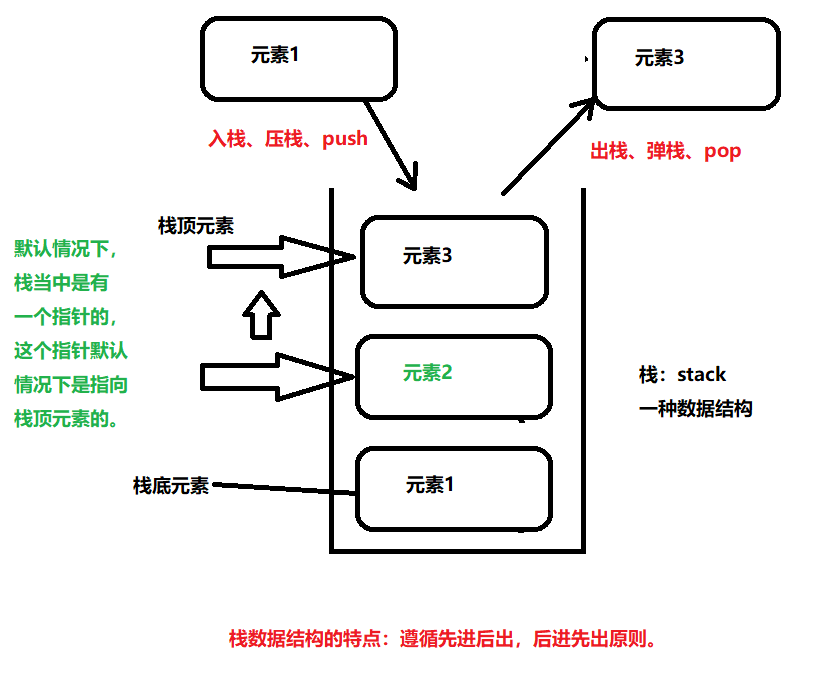 元素1
元素3
入栈、压栈、push
出栈、弹栈、pop
栈顶元素
默认情况下，
栈当中是有
一个指针的，
这个指针默认
情况下是指向
栈顶元素的。
元素3
元素2
栈：stack
一种数据结构
栈底元素
元素1
栈数据结构的特点：遵循先进后出，后进先出原则。